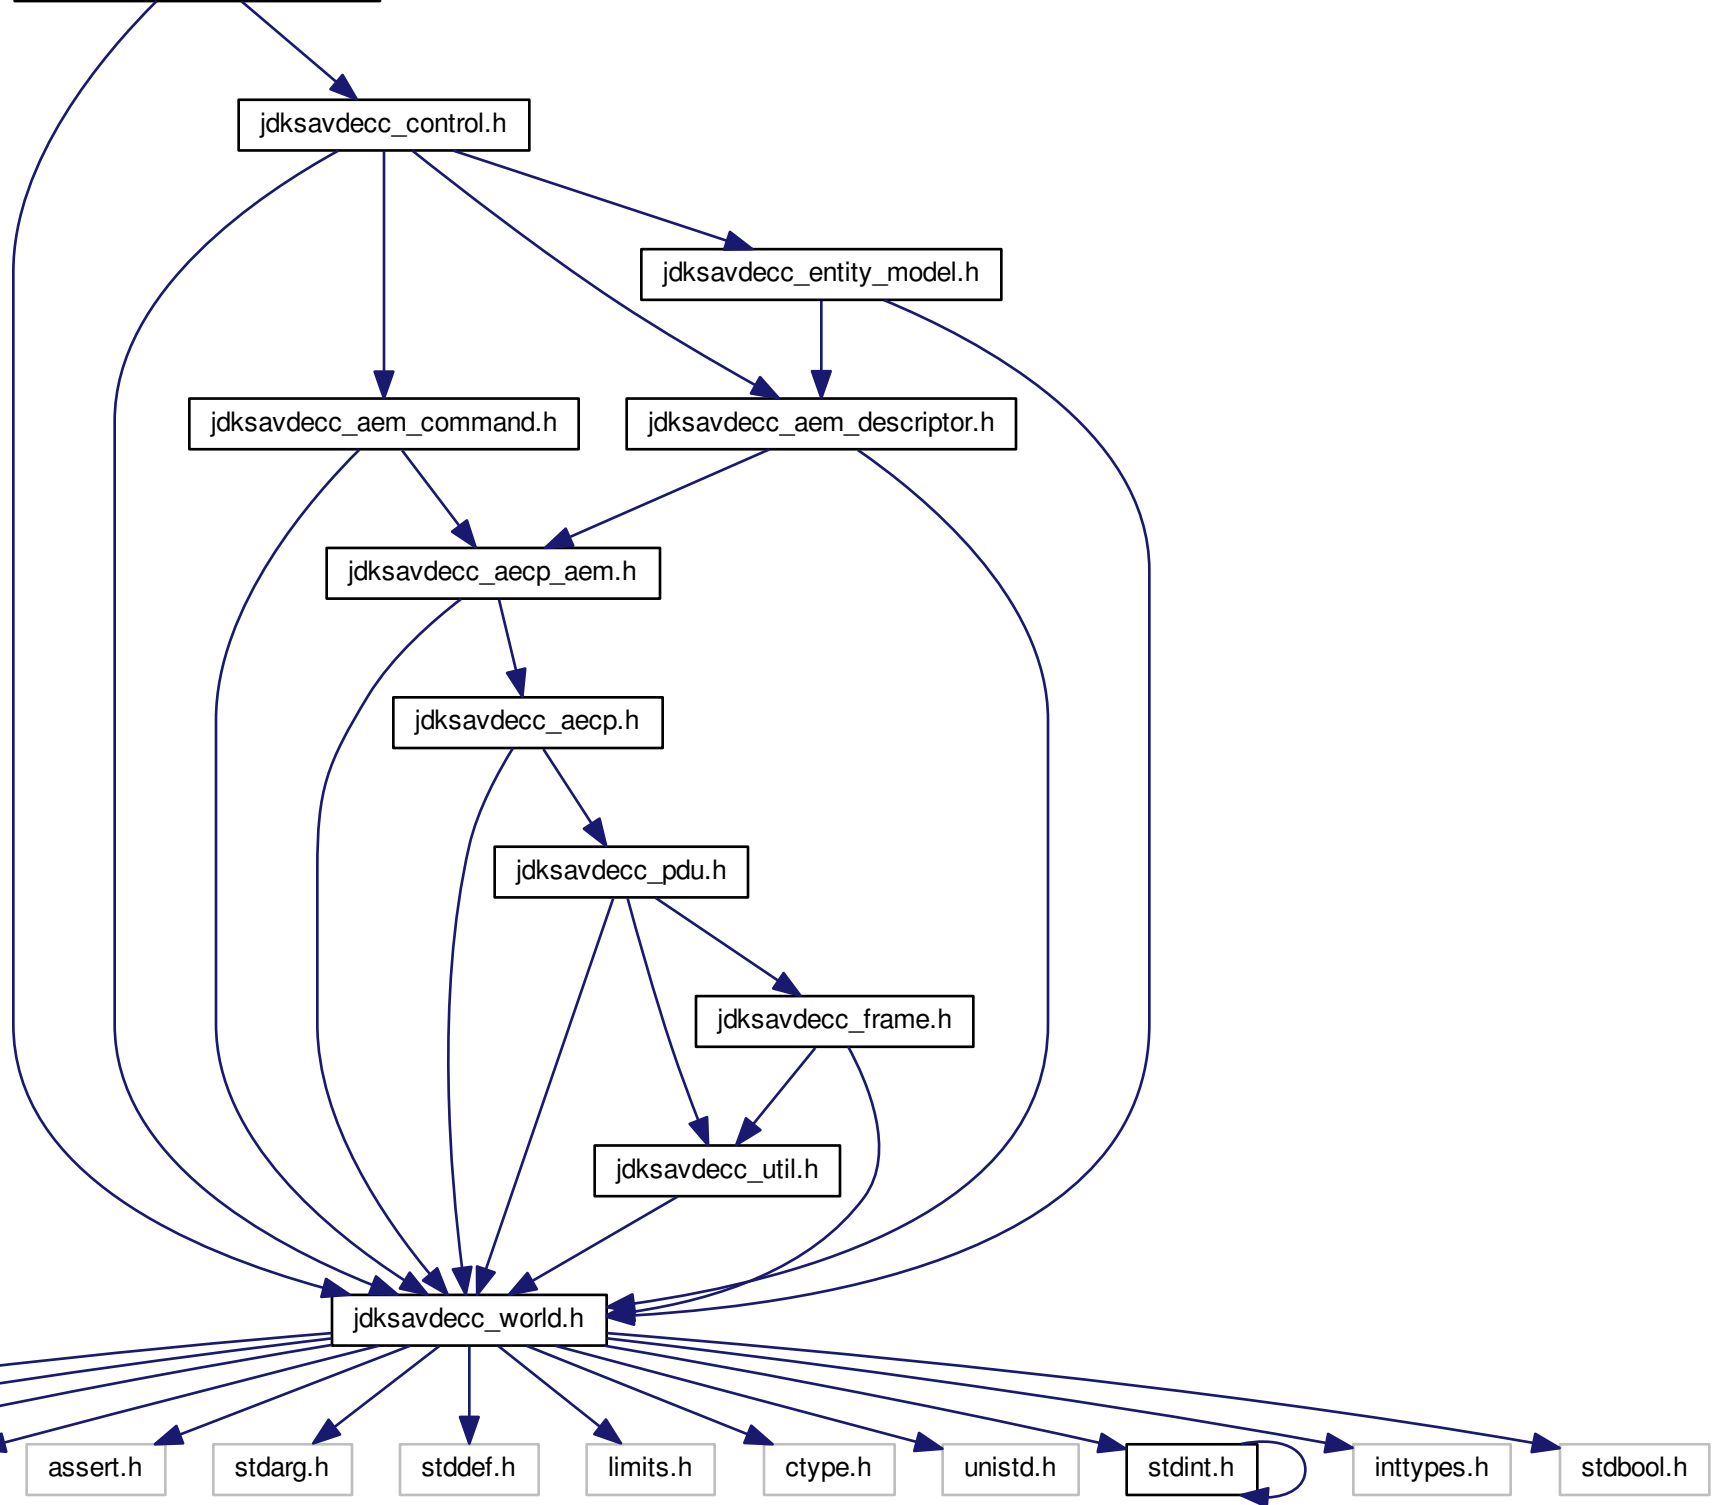 jdksavdecc_control.h
jdksavdecc_entity_model.h
jdksavdecc_aem_command.h
jdksavdecc_aem_descriptor.h
jdksavdecc_aecp_aem.h
jdksavdecc_aecp.h
jdksavdecc_pdu.h
jdksavdecc_frame.h
jdksavdecc_util.h
jdksavdecc_world.h
assert.h
stdarg.h
stddef.h
limits.h
ctype.h
unistd.h
stdint.h
inttypes.h
stdbool.h